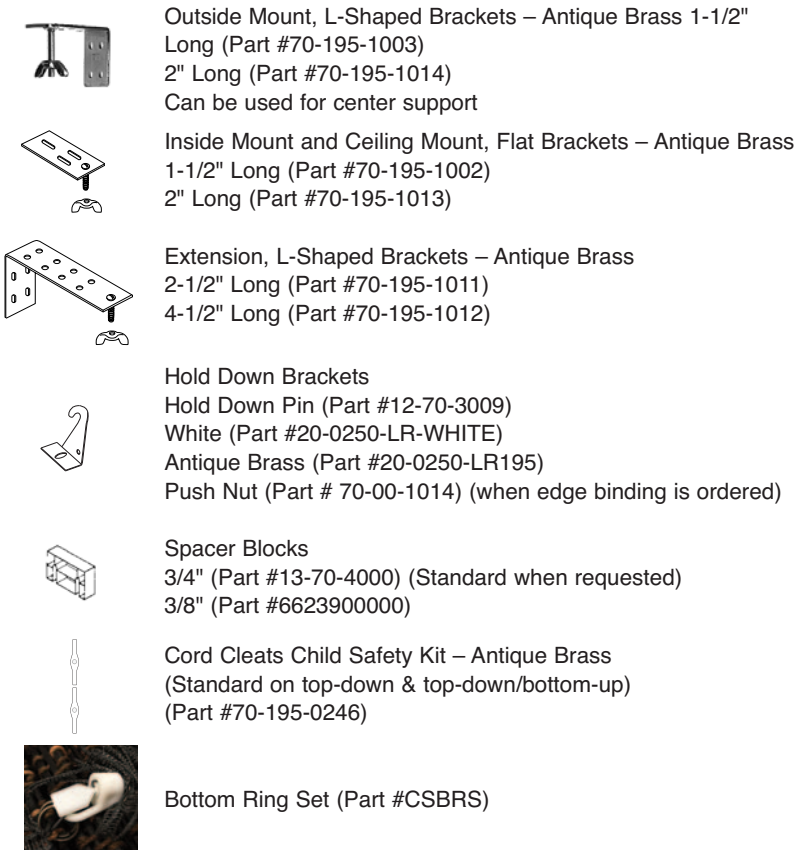 Outside Mount, L-Shaped Brackets – Antique Brass 1-1/2"
Long (Part #70-195-1003)
2" Long (Part #70-195-1014)
Can be used for center support
Inside Mount and Ceiling Mount, Flat Brackets – Antique Brass
1-1/2" Long (Part #70-195-1002)
2" Long (Part #70-195-1013)
Extension, L-Shaped Brackets – Antique Brass
2-1/2" Long (Part #70-195-1011)
4-1/2" Long (Part #70-195-1012)
Hold Down Brackets
Hold Down Pin (Part #12-70-3009)
White (Part #20-0250-LR-WHITE)
Antique Brass (Part #20-0250-LR195)
Push Nut (Part # 70-00-1014) (when edge binding is ordered)
Spacer Blocks
3/4" (Part #13-70-4000) (Standard when requested)
3/8" (Part #6623900000)
Cord Cleats Child Safety Kit – Antique Brass
(Standard on top-down & top-down/bottom-up)
(Part #70-195-0246)
Bottom Ring Set (Part #CSBRS)